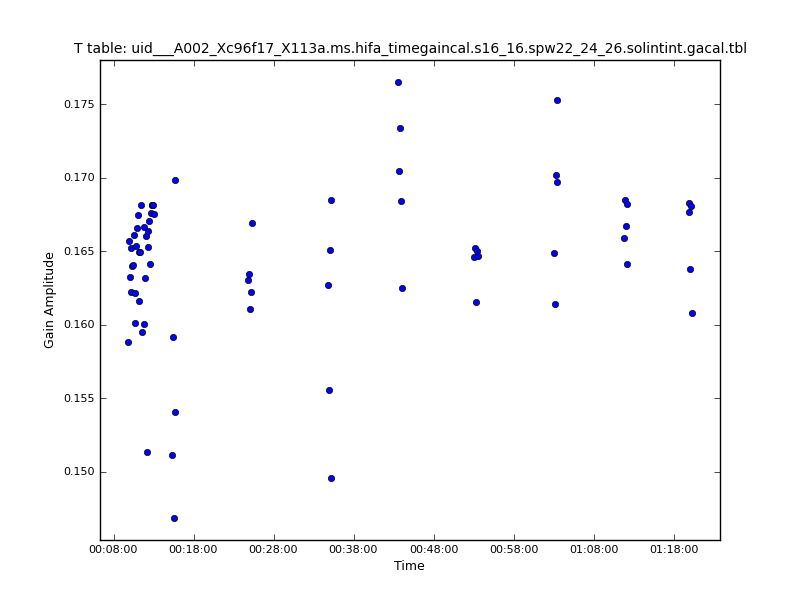 T table: uid___A002_Xc96f17_X113a.ms.hifa_timegaincal.s16_16.spw22_24_26.solintint.gacal.tbl
0.175
0.170
0.165
0.160
0.155
0.150
Gain Amplitude
00:08:00 00:18:00 00:28:00 00:38:00 00:48:00 00:58:00 01:08:00 01:18:00
Time